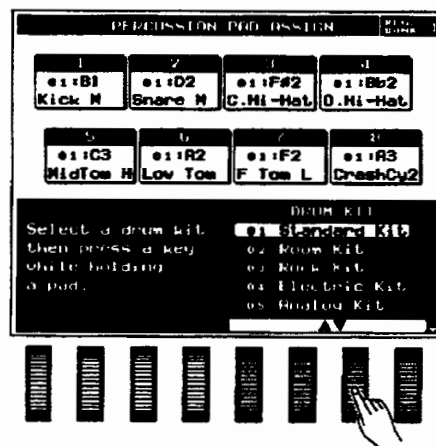 PERCUSSION PAD ASSIGN
REG. BANK 1
1 2 3 4
01:B1 01:D2 01:F#2 01:Bb2
Kick M Snare M C.Hi-Hat O.Hi-Hat
5 6 7 8
01:C3 01:A2 01:F2 01:A3
MidTom H Low Tom F Tom L CrashCy2
DRUM KIT
Select a drum kit
then press a key
while holding
a pad.
01 Standard Kit
02 Room Kit
03 Rock Kit
04 Electric Kit
05 Analog Kit